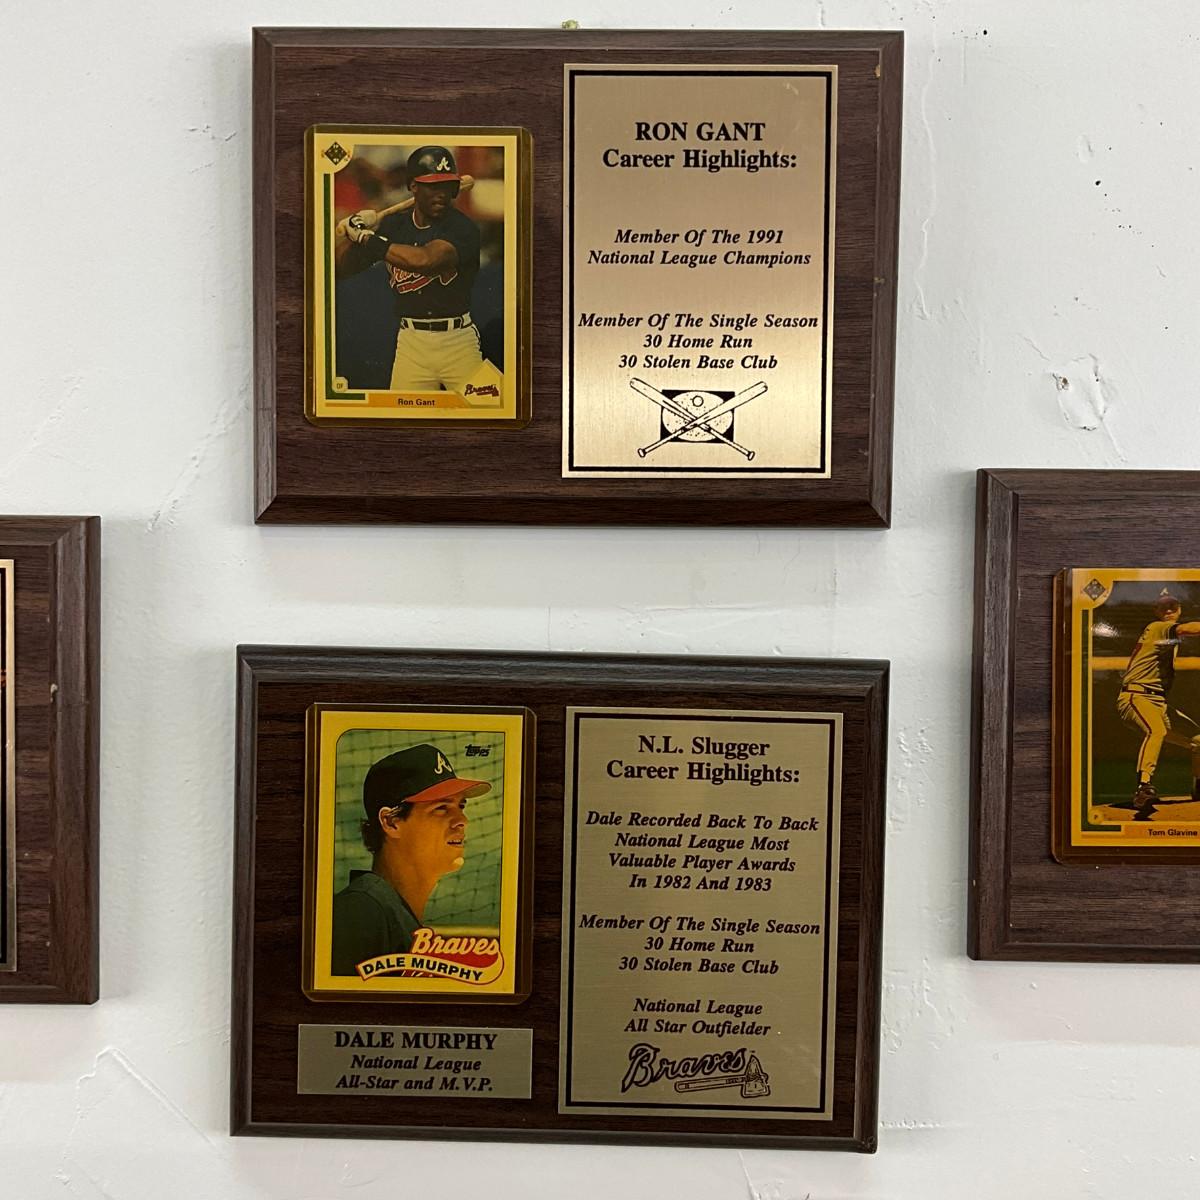 RON GANT
Career Highlights:
Member Of The 1991
National League Champions
Member Of The Single Season
30 Home Run
30 Stolen Base Club
A
Braves
OF
Ron Gant
N.L. Slugger
Career Highlights:
Dale Recorded Back To Back
National League Most
Valuable Player Awards
In 1982 And 1983
Member Of The Single Season
30 Home Run
30 Stolen Base Club
National League
All Star Outfielder
Braves
Topps
A
Braves
DALE MURPHY
DALE MURPHY
National League
All-Star and M.V.P.
P
Tom Glavine